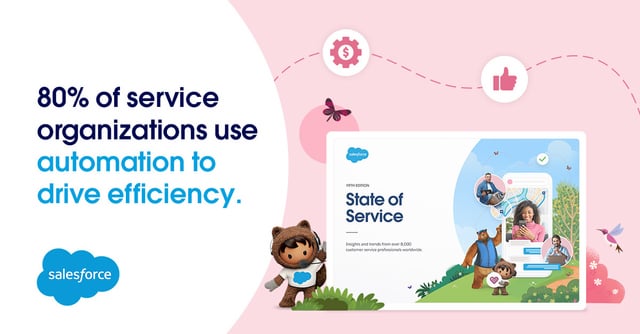 80% of service
organizations use
automation to
drive efficiency.
salesforce
$
salesforce
FIFTH EDITION
State of
Service
Insights and trends from over 8,000
customer service professionals worldwide.